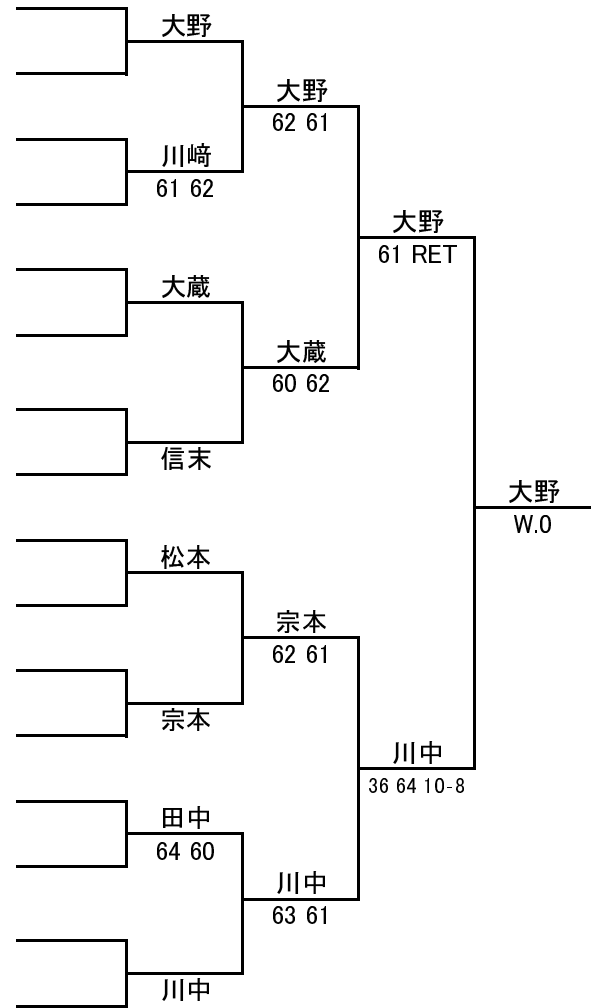 大野
大野
62 61
川﨑
61 62
大野
61 RET
大蔵
大蔵
60 62
信末
大野
W.O
松本
宗本
62 61
宗本
川中
36 64 10-8
田中
64 60
川中
63 61
川中